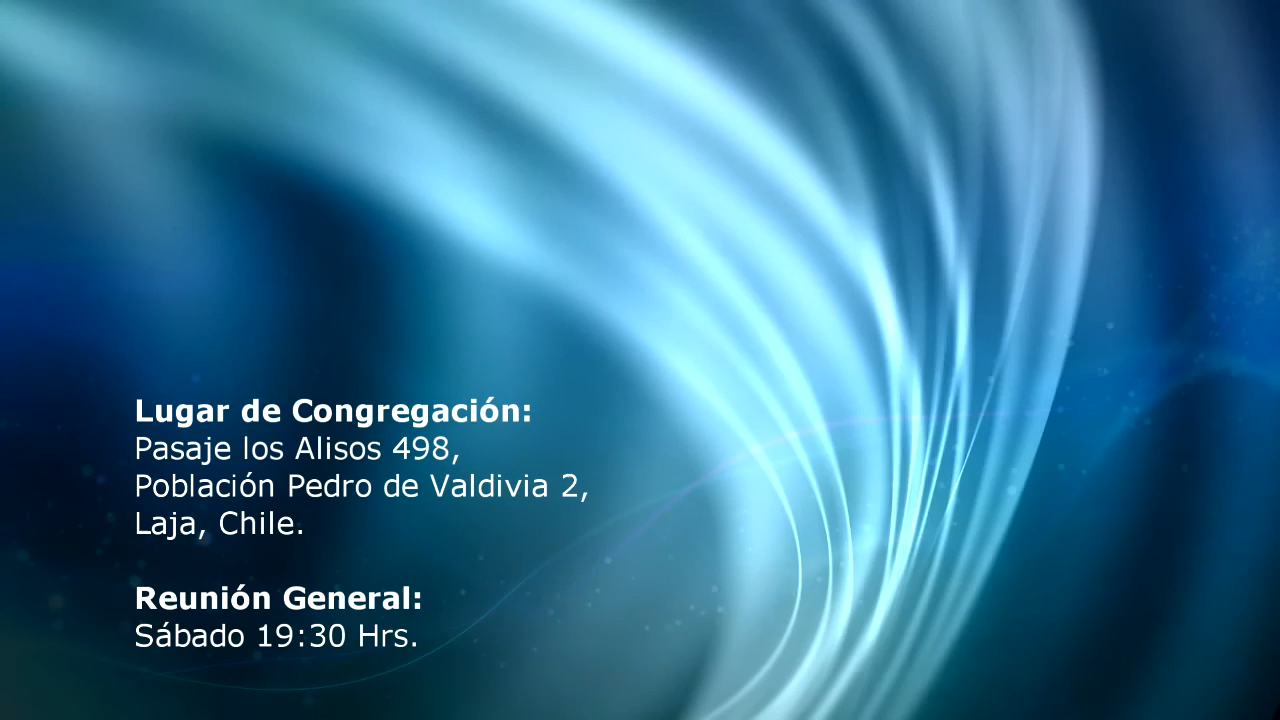 Lugar de Congregación:
Pasaje los Alisos 498,
Población Pedro de Valdivia 2,
Laja, Chile.
Reunión General:
Sábado 19:30 Hrs.